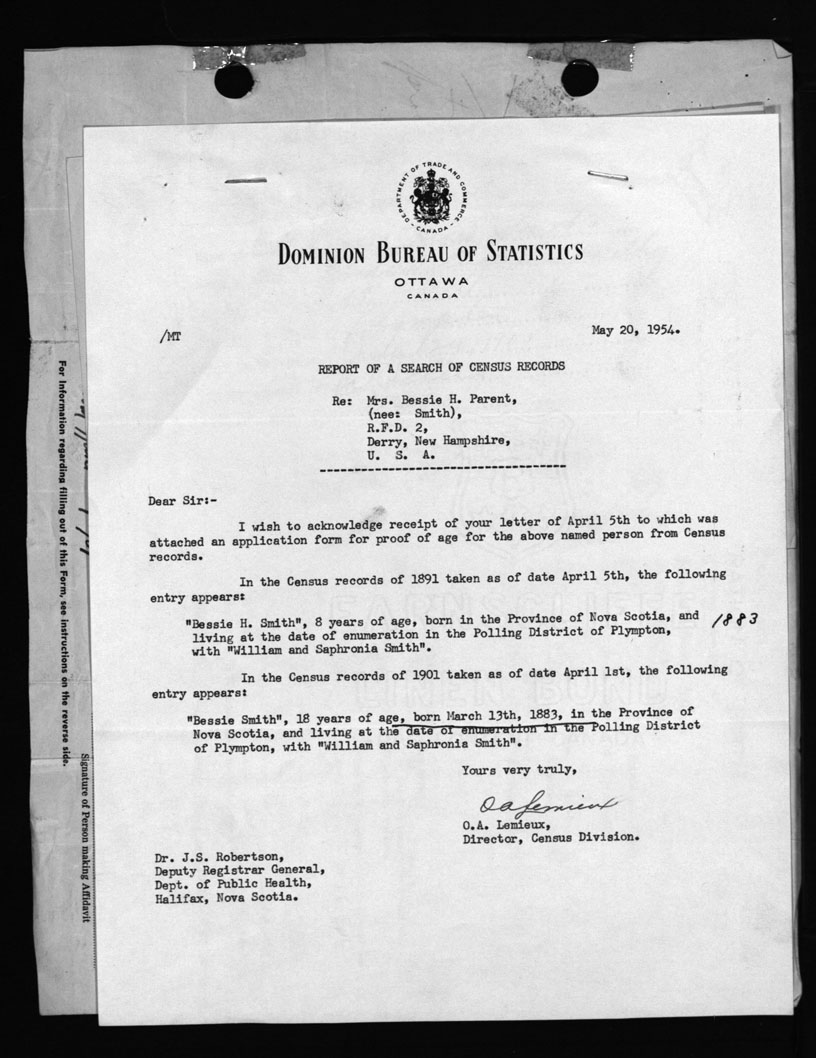 DEPARTMENT OF TRADE AND COMMERCE
- CANADA -
DOMINION BUREAU OF STATISTICS
OTTAWA
CANADA
/MT
May 20, 1954.
REPORT OF A SEARCH OF CENSUS RECORDS
Re: Mrs. Bessie H. Parent,
(nee: Smith),
R.F.D. 2,
Derry, New Hampshire,
U. S. A.
Dear Sir:-
I wish to acknowledge receipt of your letter of April 5th to which was
attached an application form for proof of age for the above named person from Census
records.
In the Census records of 1891 taken as of date April 5th, the following
entry appears:
"Bessie H. Smith", 8 years of age, born in the Province of Nova Scotia, and 1883
living at the date of enumeration in the Polling District of Plympton,
with "William and Saphronia Smith".
In the Census records of 1901 taken as of date April 1st, the following
entry appears:
"Bessie Smith", 18 years of age, born March 13th, 1883, in the Province of
Nova Scotia, and living at the date of enumeration in the Polling District
of Plympton, with "William and Saphronia Smith".
Yours very truly,
O A Lemieux
O.A. Lemieux,
Director, Census Division.
Dr. J.S. Robertson,
Deputy Registrar General,
Dept. of Public Health,
Halifax, Nova Scotia.
For information regarding filling out of this Form, see instructions on the reverse side.
Signature of Person making Affidavit